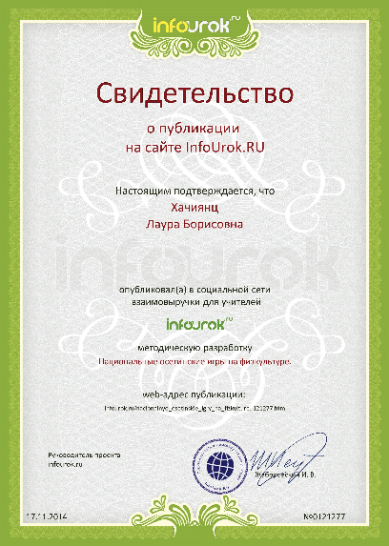 infourok.ru
Свидетельство
о публикации
на сайте InfoUrok.RU
Настоящим подтверждается, что
Хачиянц
Лаура Борисовна
infourok
опубликовал(а) в социальной сети
взаимовыручки для учителей
infourok.ru
методическую разработку
Национальные осетинские игры на физкультуре.
web-адрес публикации:
Руководитель проекта
infourok.ru
И. В.
17.11.2014
№0121277